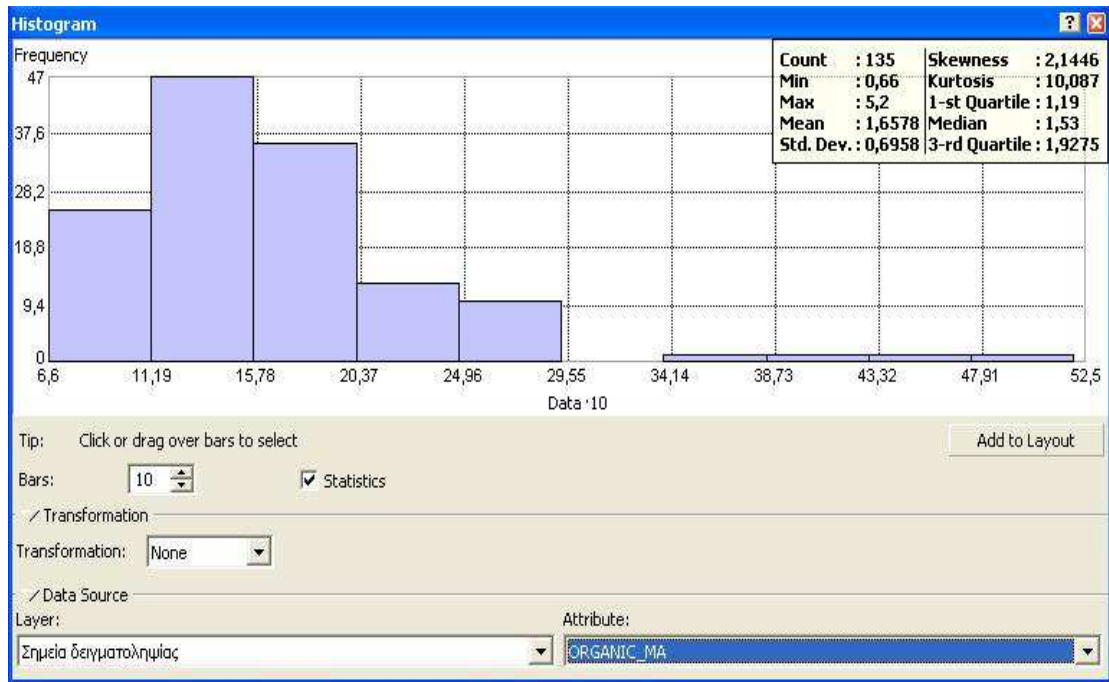 Histogram
Frequency
Count : 135 Skewness : 2,1446
Min : 0,66 Kurtosis : 10,087
Max : 5,2 1-st Quartile : 1,19
Mean : 1,6578 Median : 1,53
Std. Dev. : 0,6958 3-rd Quartile : 1,9275
47
37,6
28,2
18,8
9,4
0
6,6 11,19 15,78 20,37 24,96 29,55 34,14 38,73 43,32 47,91 52,5
Data ·10
Tip: Click or drag over bars to select Add to Layout
Bars: 10 Statistics
Transformation
Transformation: None
Data Source
Layer: Attribute:
Σημεία δειγματοληψίας ORGANIC_MA